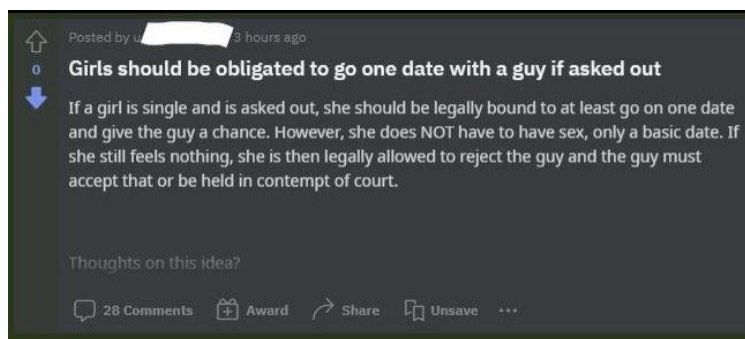 Posted by u 3 hours ago
0
Girls should be obligated to go one date with a guy if asked out
If a girl is single and is asked out, she should be legally bound to at least go on one date
and give the guy a chance. However, she does NOT have to have sex, only a basic date. If
she still feels nothing, she is then legally allowed to reject the guy and the guy must
accept that or be held in contempt of court.
Thoughts on this idea?
28 Comments Award Share Unsave ...